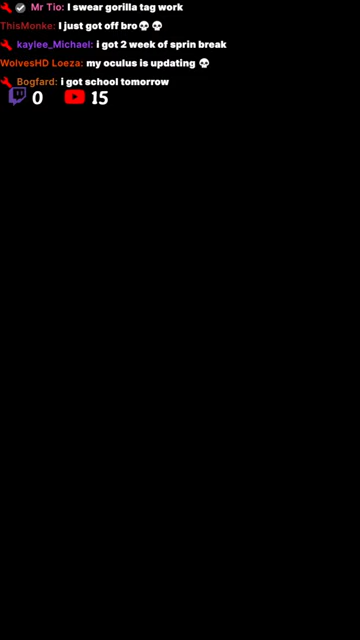 Mr Tio: I swear gorilla tag work
ThisMonke: I just got off bro💀💀
kaylee_Michael: i got 2 week of sprin break
WolvesHD Loeza: my oculus is updating 💀
Bogfard: i got school tomorrow
0 15